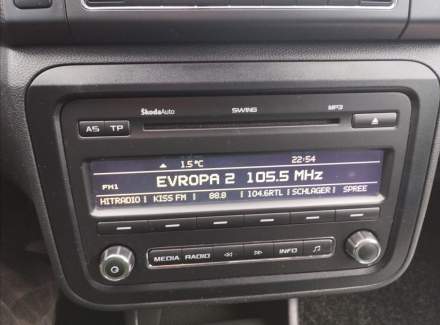 ŠkodaAuto SWING MP3
AS TP
1.5°C 22:54
FM1 EVROPA 2 105.5 MHz
HITRADIO KISS FM 88.8 104.6RTL SCHLAGER SPREE
MEDIA RADIO INFO